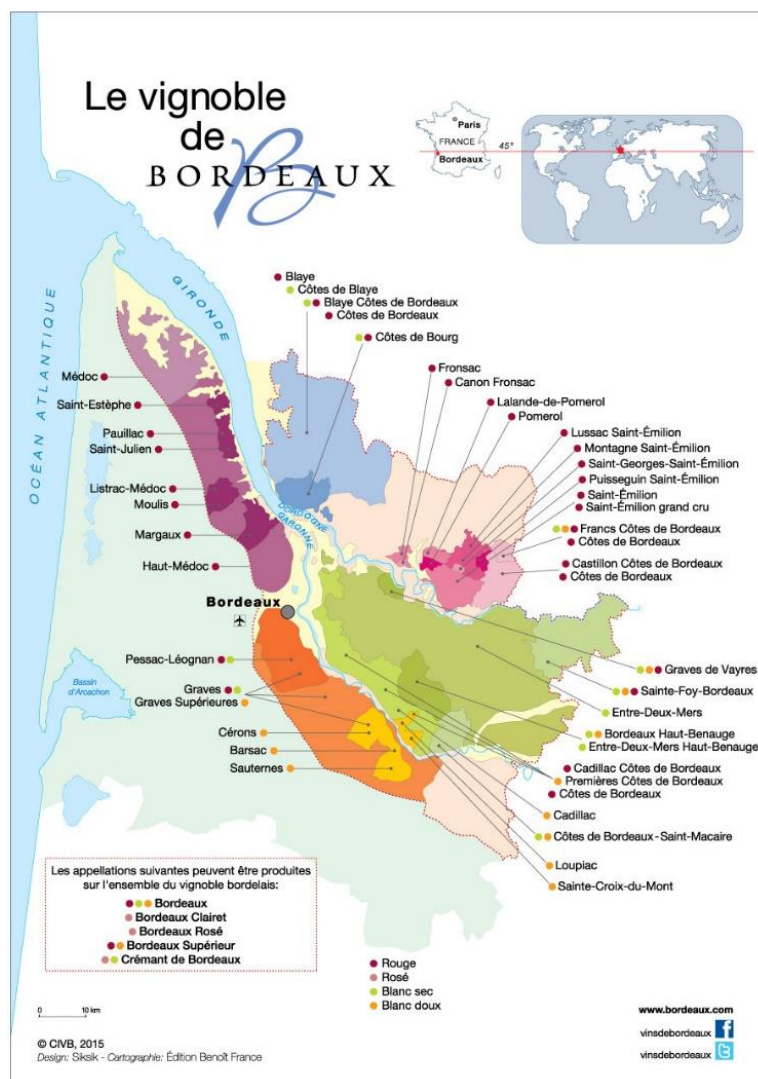 Le vignoble
de
BORDEAUX
B
Paris
FRANCE
Bordeaux
45°
OCÉAN ATLANTIQUE
GIRONDE
DORDOGNE
GARONNE
Blaye
Côtes de Blaye
Blaye Côtes de Bordeaux
Côtes de Bordeaux
Côtes de Bourg
Fronsac
Canon Fronsac
Lalande-de-Pomerol
Pomerol
Lussac Saint-Émilion
Montagne Saint-Émilion
Saint-Georges-Saint-Émilion
Puisseguin Saint-Émilion
Saint-Émilion
Saint-Émilion grand cru
Francs Côtes de Bordeaux
Côtes de Bordeaux
Castillon Côtes de Bordeaux
Côtes de Bordeaux
Médoc
Saint-Estèphe
Pauillac
Saint-Julien
Listrac-Médoc
Moulis
Margaux
Haut-Médoc
Bordeaux
Pessac-Léognan
Graves
Graves Supérieures
Cérons
Barsac
Sauternes
Bassin
d'Arcachon
Graves de Vayres
Sainte-Foy-Bordeaux
Entre-Deux-Mers
Bordeaux Haut-Benauge
Entre-Deux-Mers Haut-Benauge
Cadillac Côtes de Bordeaux
Premières Côtes de Bordeaux
Côtes de Bordeaux
Cadillac
Côtes de Bordeaux-Saint-Macaire
Loupiac
Sainte-Croix-du-Mont
Les appellations suivantes peuvent être produites
sur l'ensemble du vignoble bordelais:
Bordeaux
Bordeaux Clairet
Bordeaux Rosé
Bordeaux Supérieur
Crémant de Bordeaux
Rouge
Rosé
Blanc sec
Blanc doux
0 10 km
© CIVB, 2015
Design: Siksik - Cartographie: Édition Benoît France
www.bordeaux.com
vinsdebordeaux
vinsdebordeaux